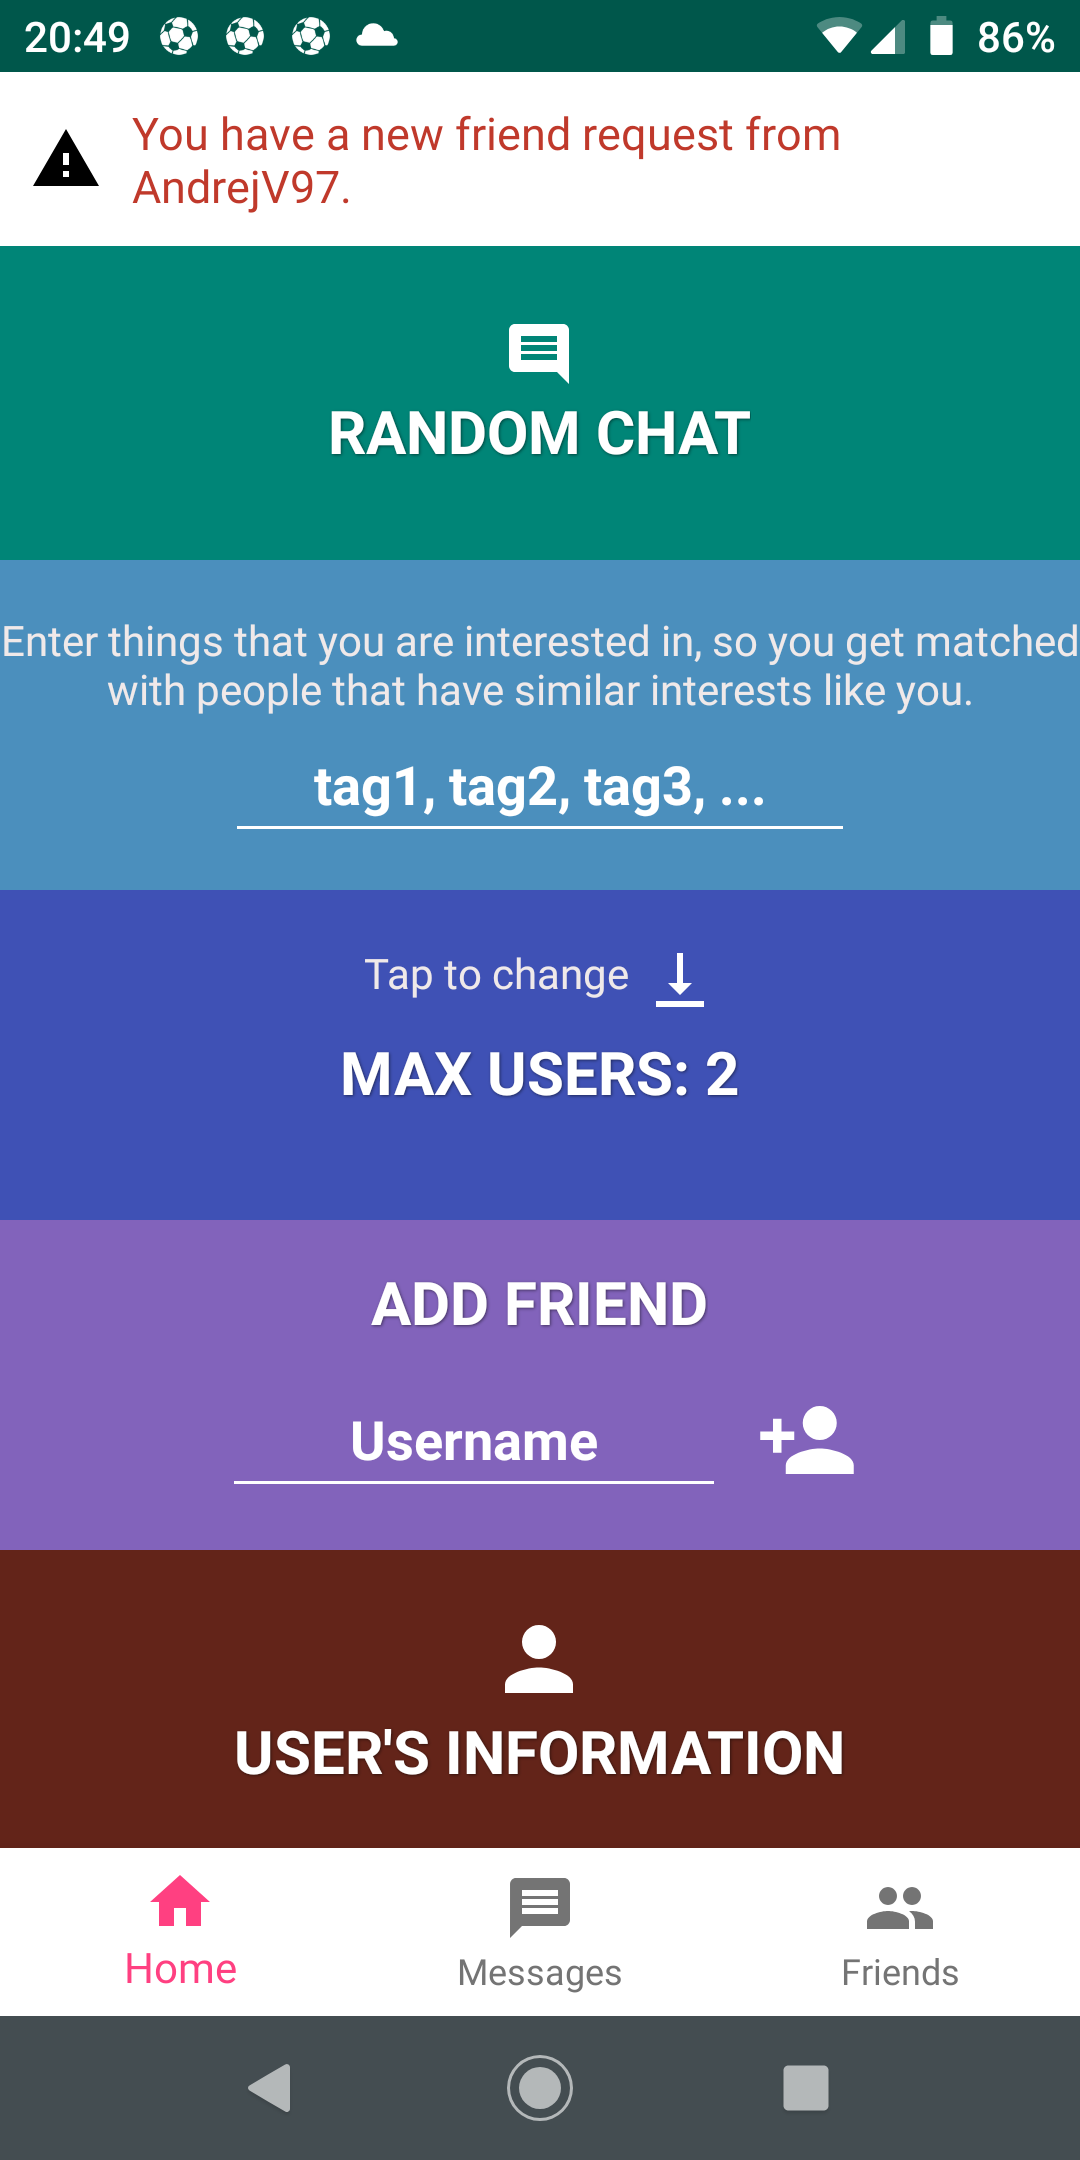 20:49 86%
You have a new friend request from
AndrejV97.
RANDOM CHAT
Enter things that you are interested in, so you get matched
with people that have similar interests like you.
tag1, tag2, tag3, ...
Tap to change
MAX USERS: 2
ADD FRIEND
Username
USER'S INFORMATION
Home Messages Friends